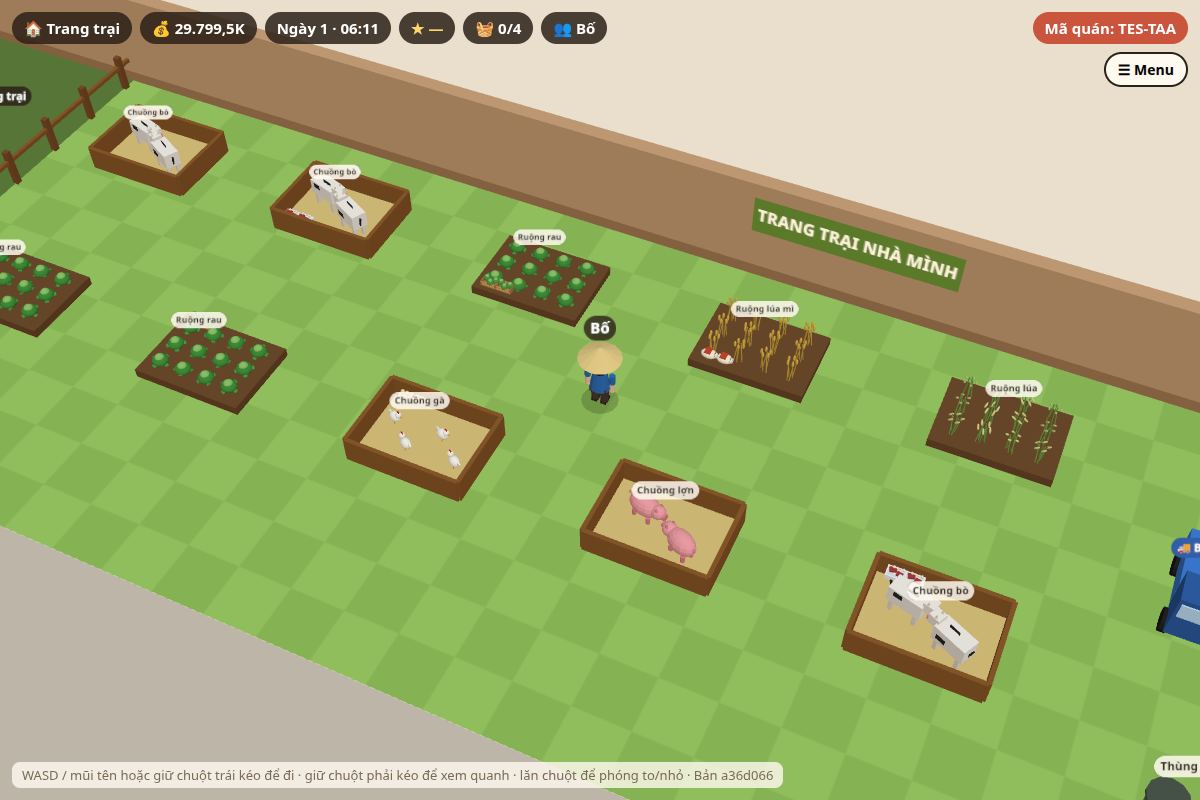 🏠 Trang trại
💰 29.799,5K
Ngày 1 · 06:11
★ —
🧺 0/4
👥 Bố
Mã quán: TES-TAA
☰ Menu
trại
Chuồng bò
Chuồng bò
TRANG TRẠI NHÀ MÌNH
rau
Ruộng rau
Ruộng rau
Ruộng lúa mì
Bố
Ruộng lúa
Chuồng gà
Chuồng lợn
Chuồng bò
Thùng
WASD / mũi tên hoặc giữ chuột trái kéo để đi · giữ chuột phải kéo để xem quanh · lăn chuột để phóng to/nhỏ · Bản a36d066